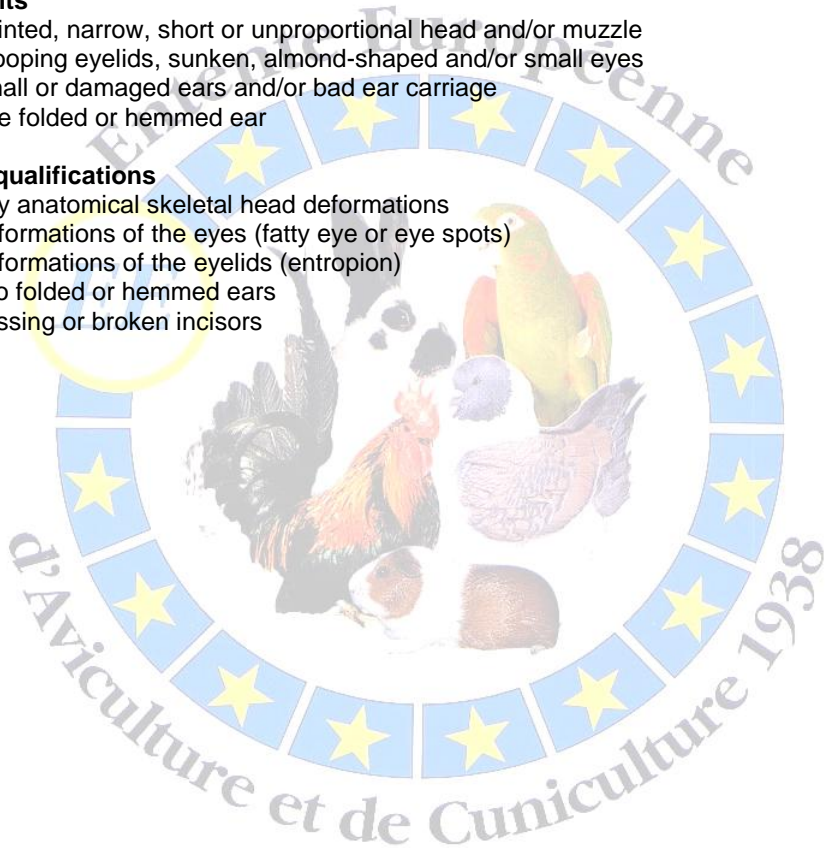 lts
inted, narrow, short or unproportional head and/or muzzle
ooping eyelids, sunken, almond-shaped and/or small eyes
all or damaged ears and/or bad ear carriage
e folded or hemmed ear
qualifications
y anatomical skeletal head deformations
formations of the eyes (fatty eye or eye spots)
formations of the eyelids (entropion)
o folded or hemmed ears
ssing or broken incisors
Entente Européenne
EE
d'Aviculture et de Cuniculture 1938